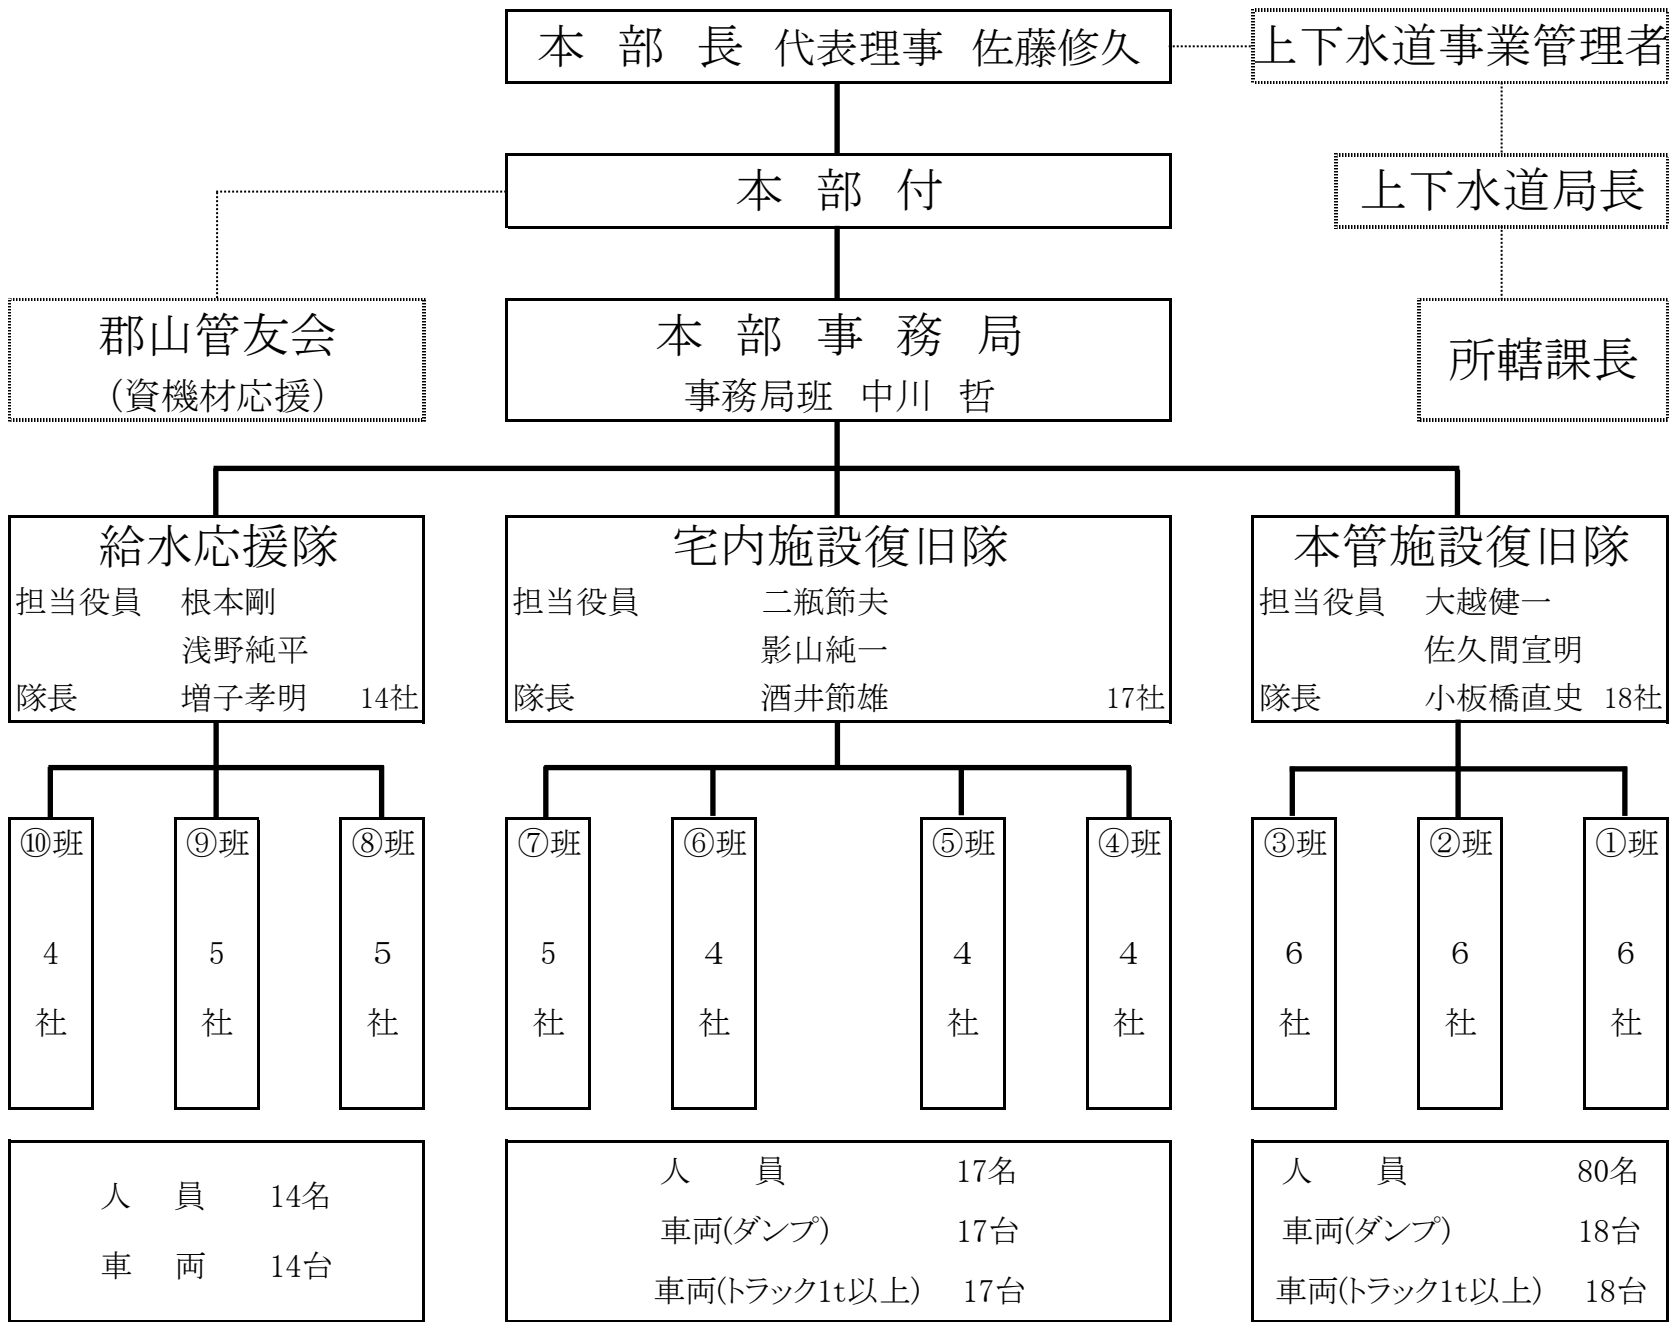 本 部 長 代表理事 佐藤修久
上下水道事業管理者
本 部 付
上下水道局長
郡山管友会
(資機材応援)
本 部 事 務 局
事務局班 中川 哲
所轄課長
給水応援隊
担当役員 根本剛
浅野純平
隊長 増子孝明 14社
宅内施設復旧隊
担当役員 二瓶節夫
影山純一
隊長 酒井節雄 17社
本管施設復旧隊
担当役員 大越健一
佐久間宣明
隊長 小板橋直史 18社
⑩班
4
社
⑨班
5
社
⑧班
5
社
⑦班
5
社
⑥班
4
社
⑤班
4
社
④班
4
社
③班
6
社
②班
6
社
①班
6
社
人 員 14名
車 両 14台
人 員 17名
車両(ダンプ) 17台
車両(トラック1t以上) 17台
人 員 80名
車両(ダンプ) 18台
車両(トラック1t以上) 18台